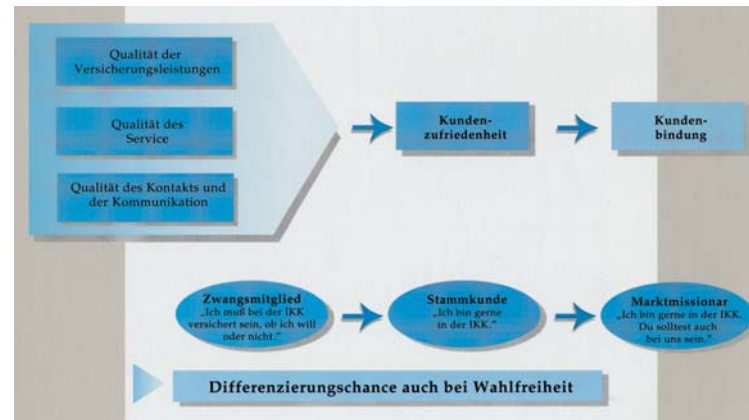 Qualität der
Versicherungsleistungen
Qualität des
Service
Qualität des Kontakts und
der Kommunikation
Kunden-
zufriedenheit
Kunden-
bindung
Zwangsmitglied
„Ich muß bei der IKK
versichert sein, ob ich will
oder nicht.“
Stammkunde
„Ich bin gerne
in der IKK.“
Marktmissionar
„Ich bin gerne in der IKK.
Du solltest auch
bei uns sein.“
Differenzierungschance auch bei Wahlfreiheit